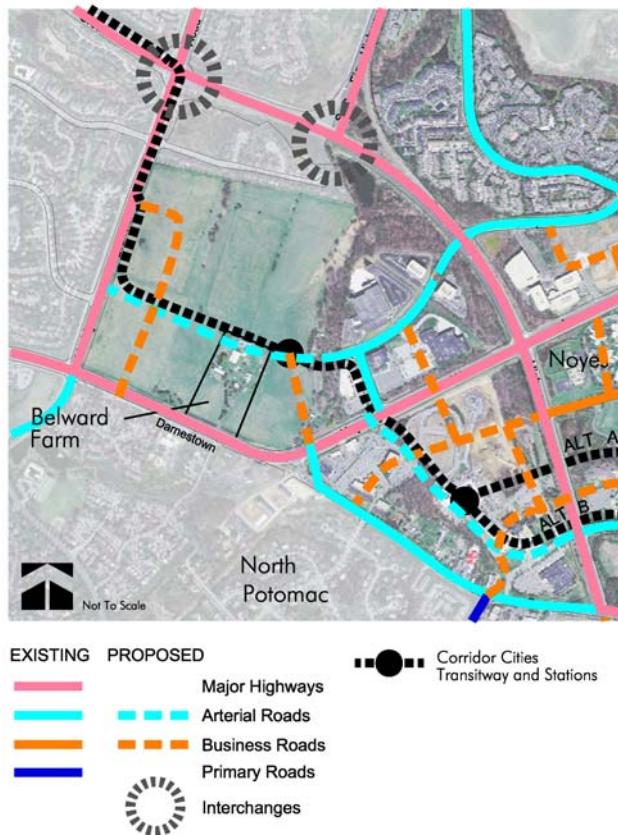 Noyes
Belward
Farm
Darnestown
ALT A
ALT B
North
Potomac
Not To Scale
EXISTING PROPOSED
Major Highways
Arterial Roads
Business Roads
Primary Roads
Interchanges
Corridor Cities
Transitway and Stations